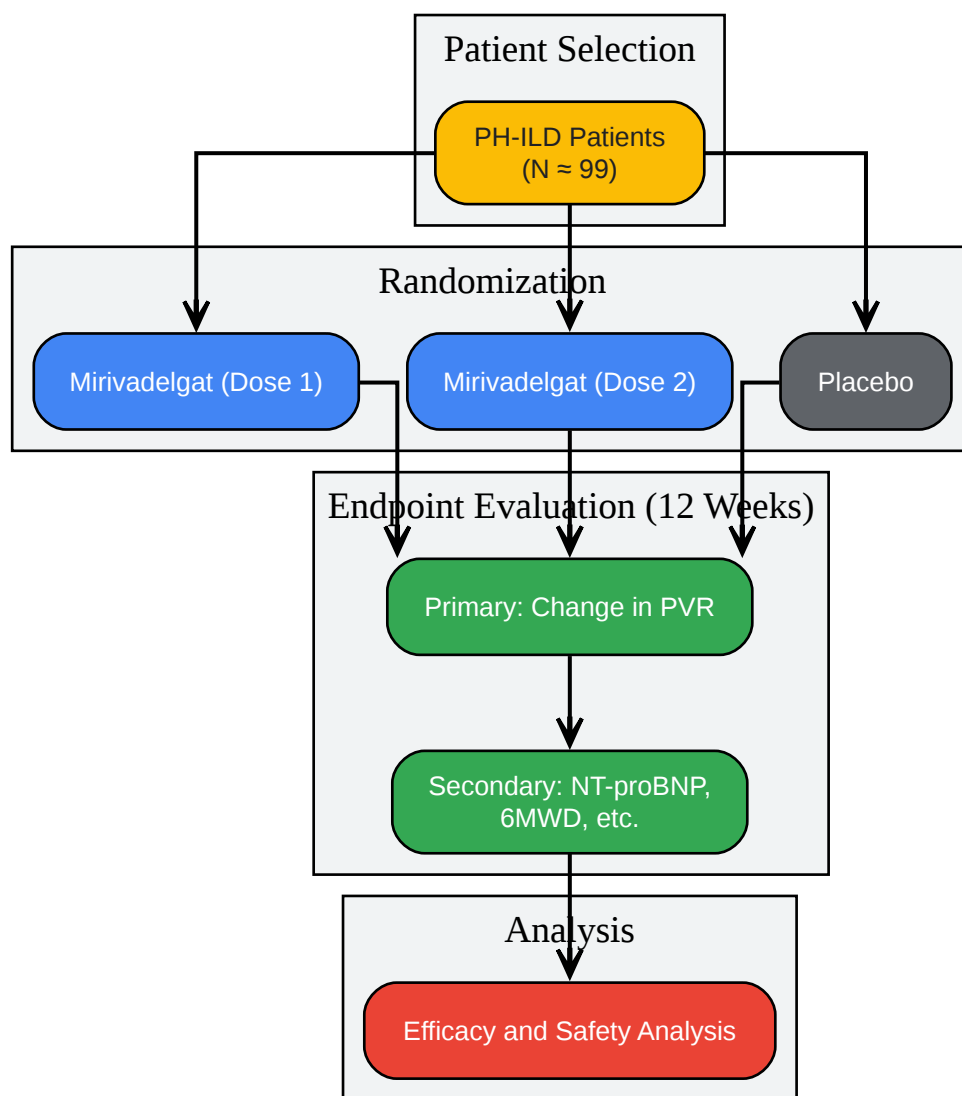 Patient Selection
PH-ILD Patients
(N ≈ 99)
Randomization
Mirivadelgat (Dose 1)
Mirivadelgat (Dose 2)
Placebo
Endpoint Evaluation (12 Weeks)
Primary: Change in PVR
Secondary: NT-proBNP,
6MWD, etc.
Analysis
Efficacy and Safety Analysis